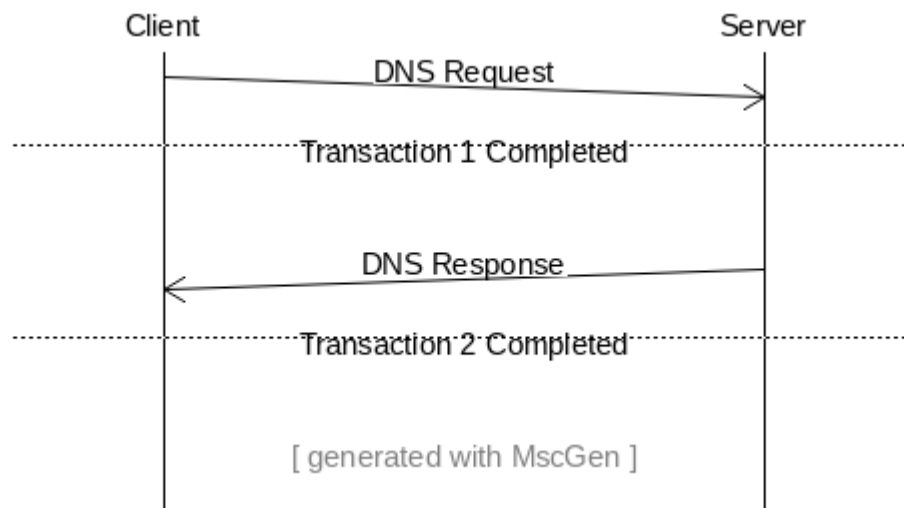 Client Server
DNS Request
Transaction 1 Completed
DNS Response
Transaction 2 Completed
[ generated with MscGen ]